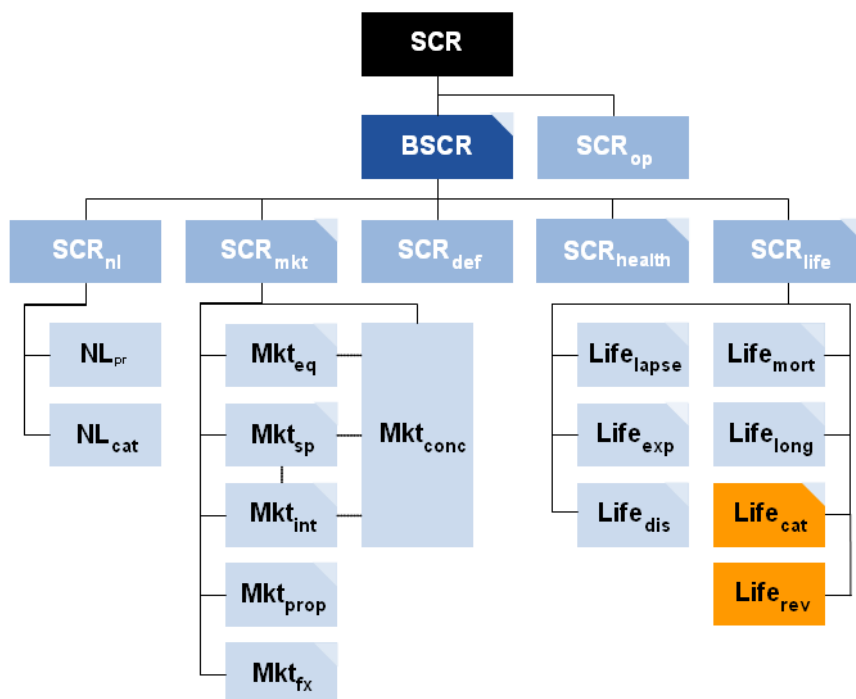 SCR
BSCR
SCRop
SCRnl
SCRmkt
SCRdef
SCRhealth
SCRlife
NLpr
Mkteq
Mktconc
Lifelapse
Lifemort
NLcat
Mktsp
Lifeexp
Lifelong
Mktint
Lifedis
Lifecat
Mktprop
Liferev
Mktfx